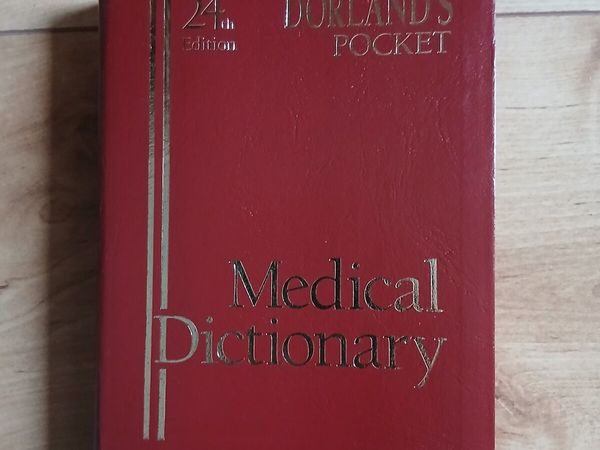 24th
Edition
DORLAND'S
POCKET
Medical
Dictionary